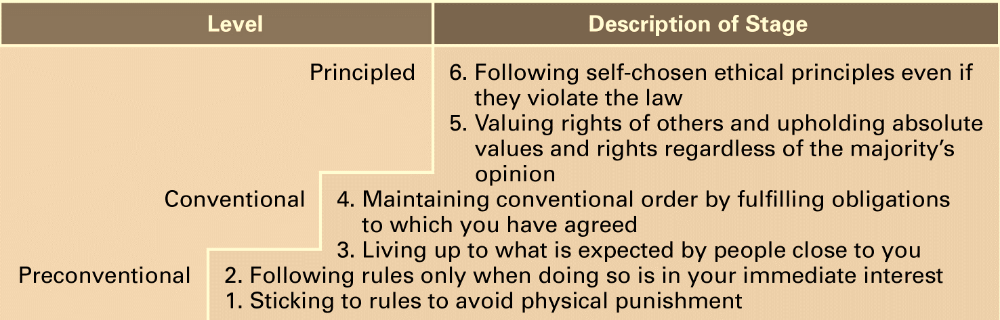 Level
Description of Stage
Principled
6. Following self-chosen ethical principles even if
they violate the law
5. Valuing rights of others and upholding absolute
values and rights regardless of the majority’s
opinion
Conventional
4. Maintaining conventional order by fulfilling obligations
to which you have agreed
3. Living up to what is expected by people close to you
Preconventional
2. Following rules only when doing so is in your immediate interest
1. Sticking to rules to avoid physical punishment